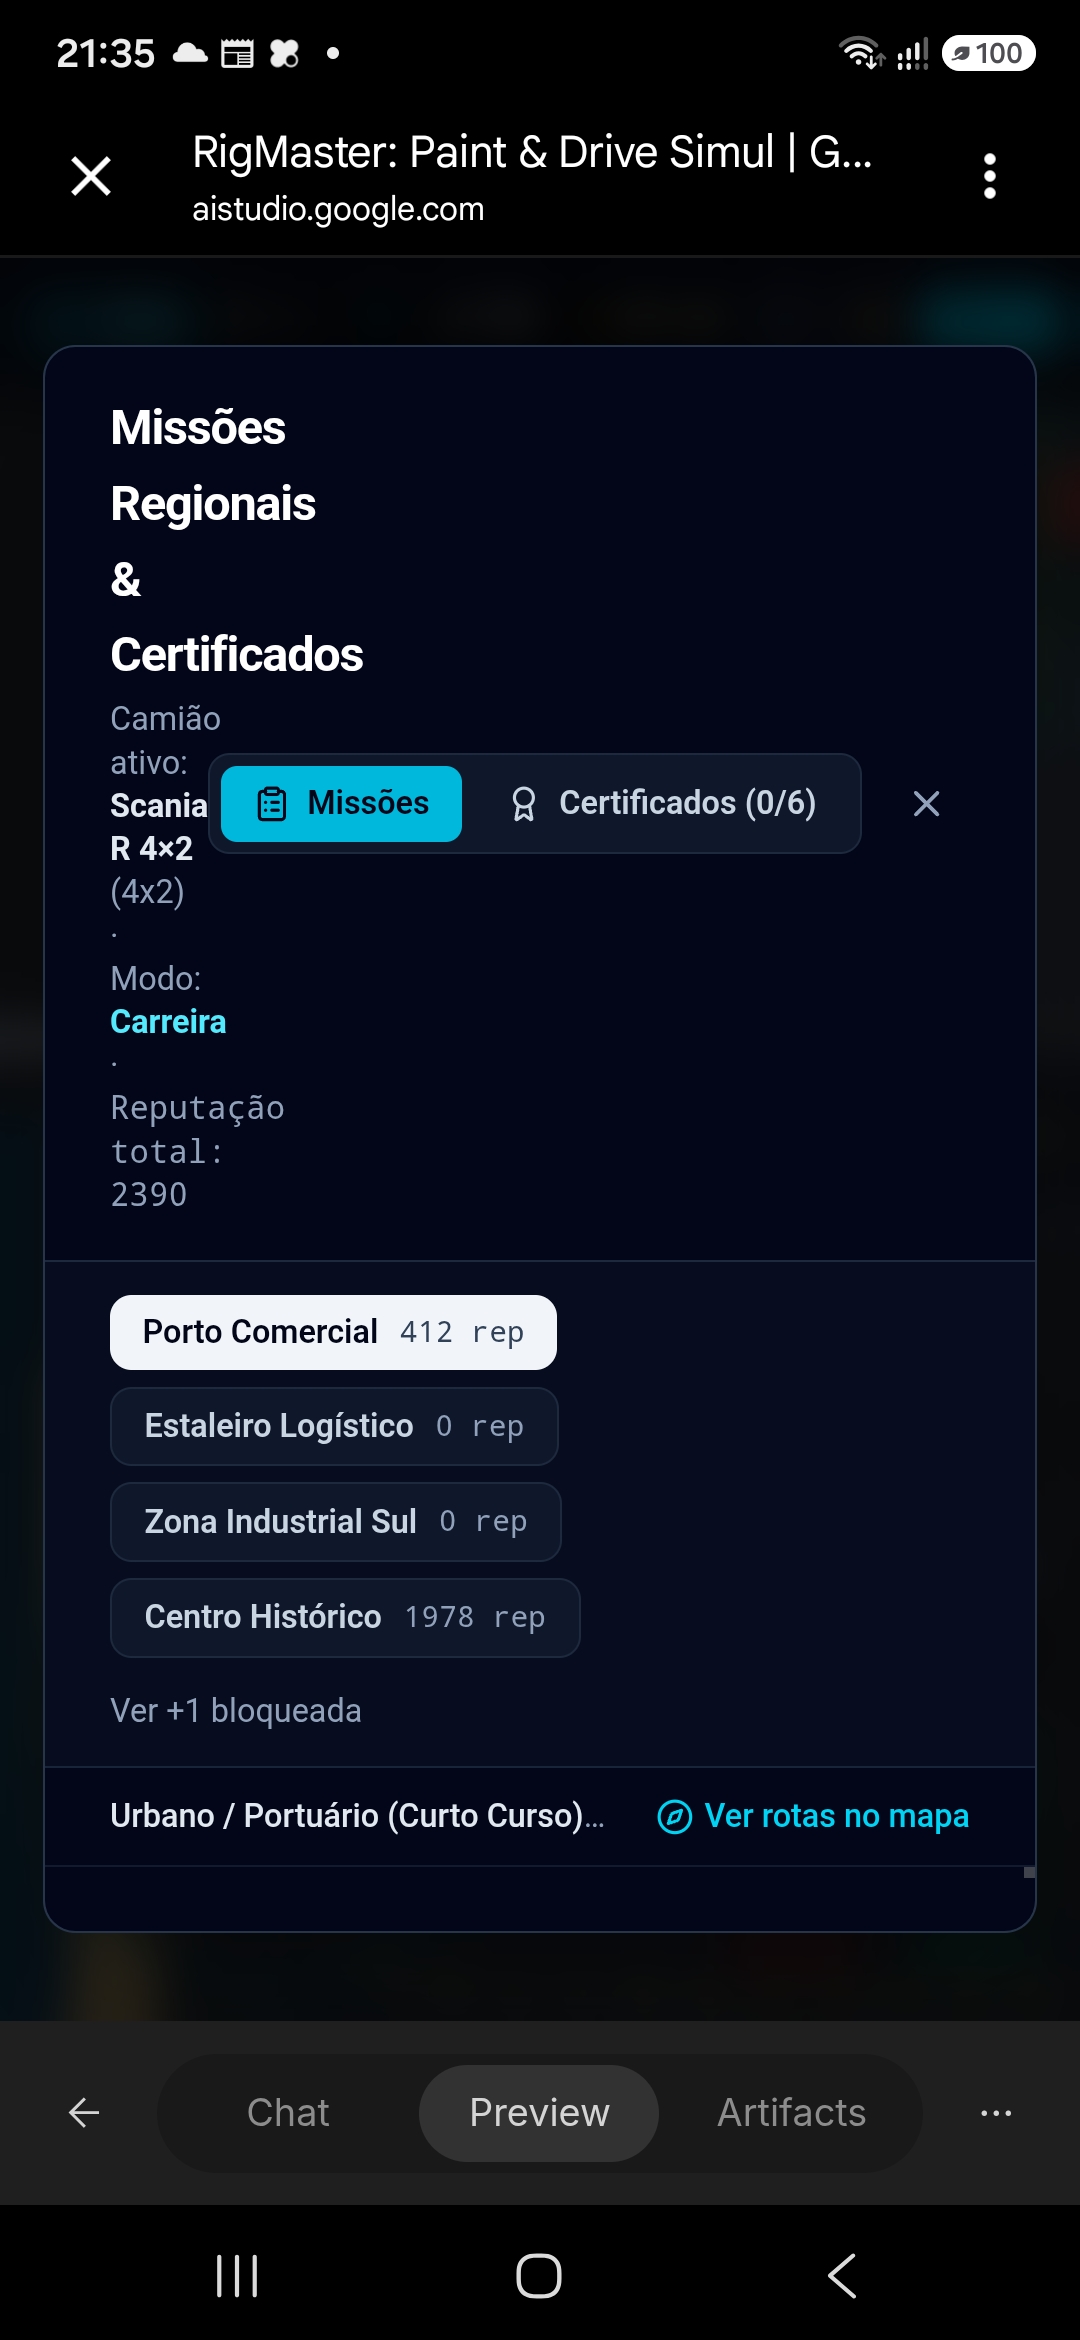 21:35
100
RigMaster: Paint & Drive Simul | G...
aistudio.google.com
Missões
Regionais
&
Certificados
Camião
ativo:
Scania
R 4×2
(4x2)
·
Modo:
Carreira
·
Reputação
total:
2390
Missões
Certificados (0/6)
Porto Comercial 412 rep
Estaleiro Logístico 0 rep
Zona Industrial Sul 0 rep
Centro Histórico 1978 rep
Ver +1 bloqueada
Urbano / Portuário (Curto Curso)...
Ver rotas no mapa
Chat
Preview
Artifacts